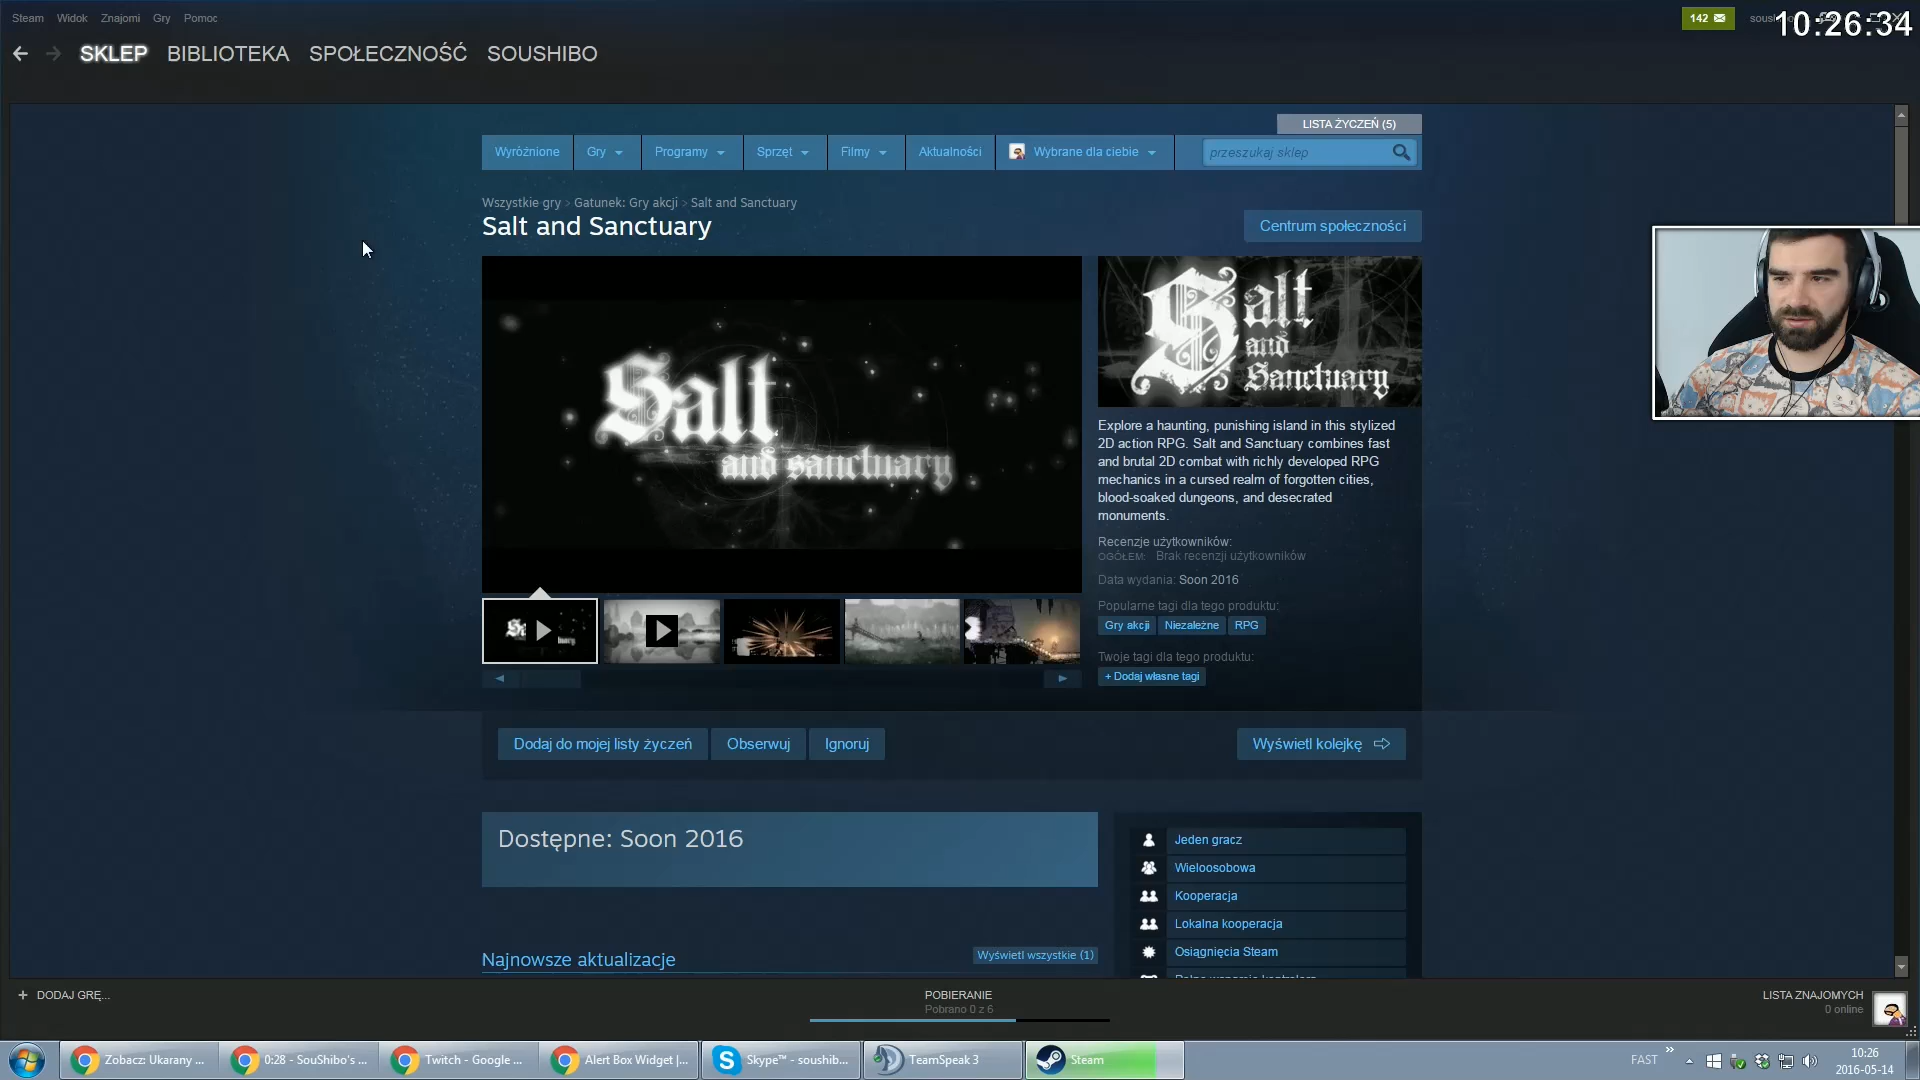 Steam Widok Znajomi Gry Pomoc
142
10:26:34
SKLEP BIBLIOTEKA SPOŁECZNOŚĆ SOUSHIBO
LISTA ŻYCZEŃ (5)
Wyróżnione Gry Programy Sprzęt Filmy Aktualności Wybrane dla ciebie przeszukaj sklep
Wszystkie gry > Gatunek: Gry akcji > Salt and Sanctuary
Salt and Sanctuary
Centrum społeczności
Salt
and sanctuary
Salt
and
Sanctuary
Explore a haunting, punishing island in this stylized
2D action RPG. Salt and Sanctuary combines fast
and brutal 2D combat with richly developed RPG
mechanics in a cursed realm of forgotten cities,
blood-soaked dungeons, and desecrated
monuments.
Recenzje użytkowników:
OGÓŁEM: Brak recenzji użytkowników
Data wydania: Soon 2016
Popularne tagi dla tego produktu:
Gry akcji Niezależne RPG
Twoje tagi dla tego produktu:
+ Dodaj własne tagi
Dodaj do mojej listy życzeń Obserwuj Ignoruj Wyświetl kolejkę
Dostępne: Soon 2016
Jeden gracz
Wieloosobowa
Kooperacja
Lokalna kooperacja
Osiągnięcia Steam
Najnowsze aktualizacje
Wyświetl wszystkie (1)
+ DODAJ GRĘ...
POBIERANIE
Pobrano 0 z 6
LISTA ZNAJOMYCH
0 online
Zobacz: Ukarany ... 0:28 - SouShibo's ... Twitch - Google ... Alert Box Widget |... Skype™ - soushib... TeamSpeak 3 Steam
FAST
10:26
2016-05-14